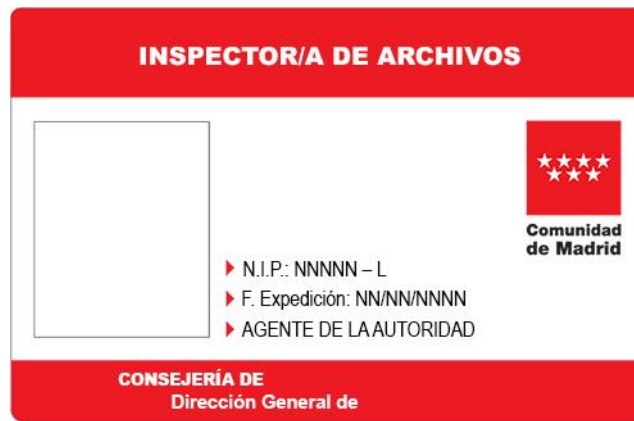 INSPECTOR/A DE ARCHIVOS
Comunidad
de Madrid
N.I.P.: NNNNN – L
F. Expedición: NN/NN/NNNN
AGENTE DE LA AUTORIDAD
CONSEJERÍA DE
Dirección General de